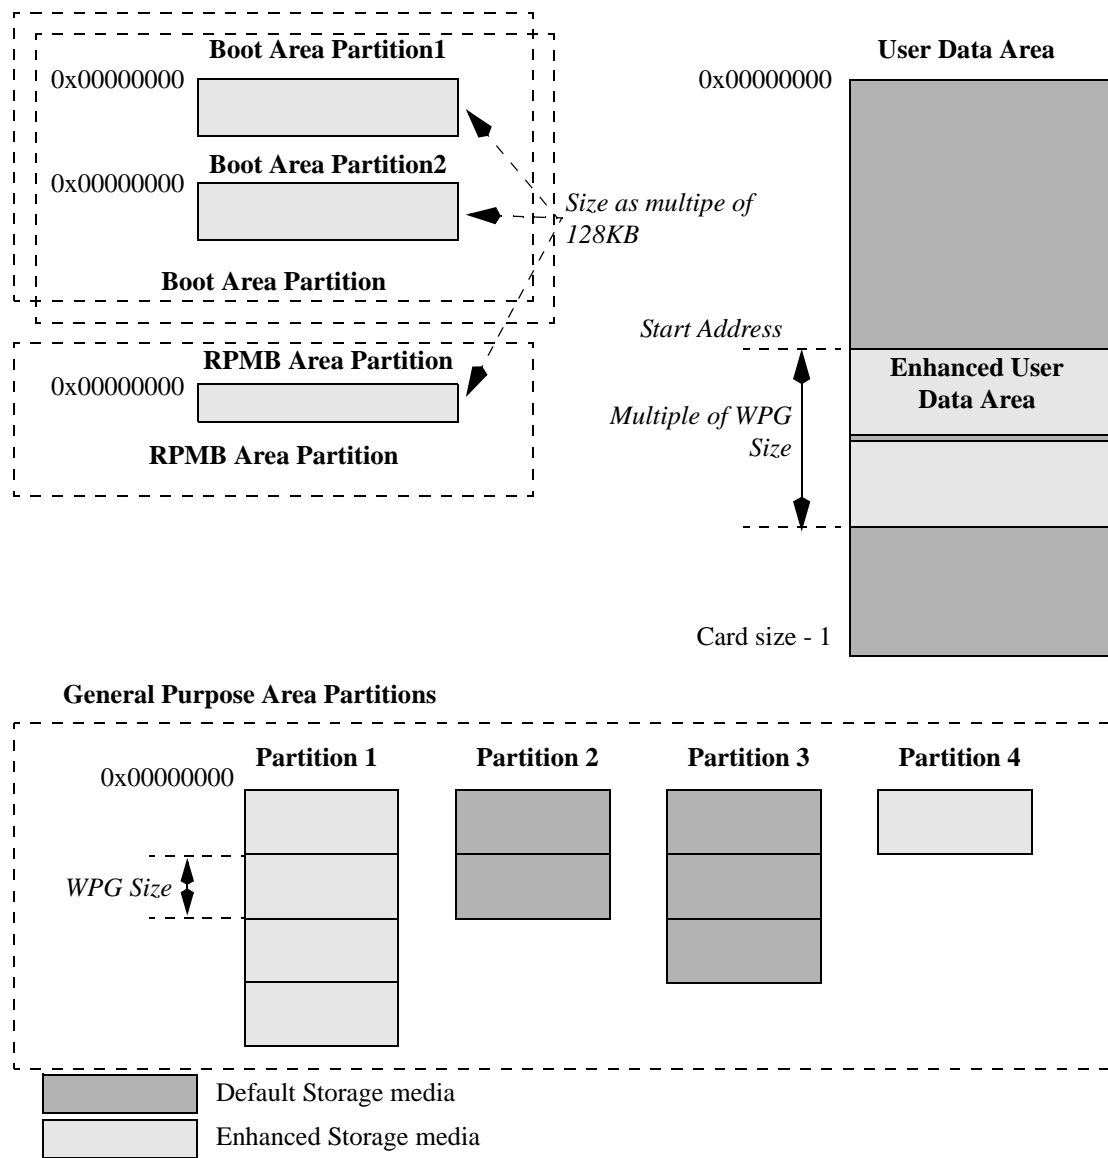 Boot Area Partition1
0x00000000
Boot Area Partition2
0x00000000
Size as multipe of
128KB
Boot Area Partition
RPMB Area Partition
0x00000000
RPMB Area Partition
User Data Area
0x00000000
Start Address
Enhanced User
Data Area
Multiple of WPG
Size
Card size - 1
General Purpose Area Partitions
Partition 1
Partition 2
Partition 3
Partition 4
0x00000000
WPG Size
Default Storage media
Enhanced Storage media